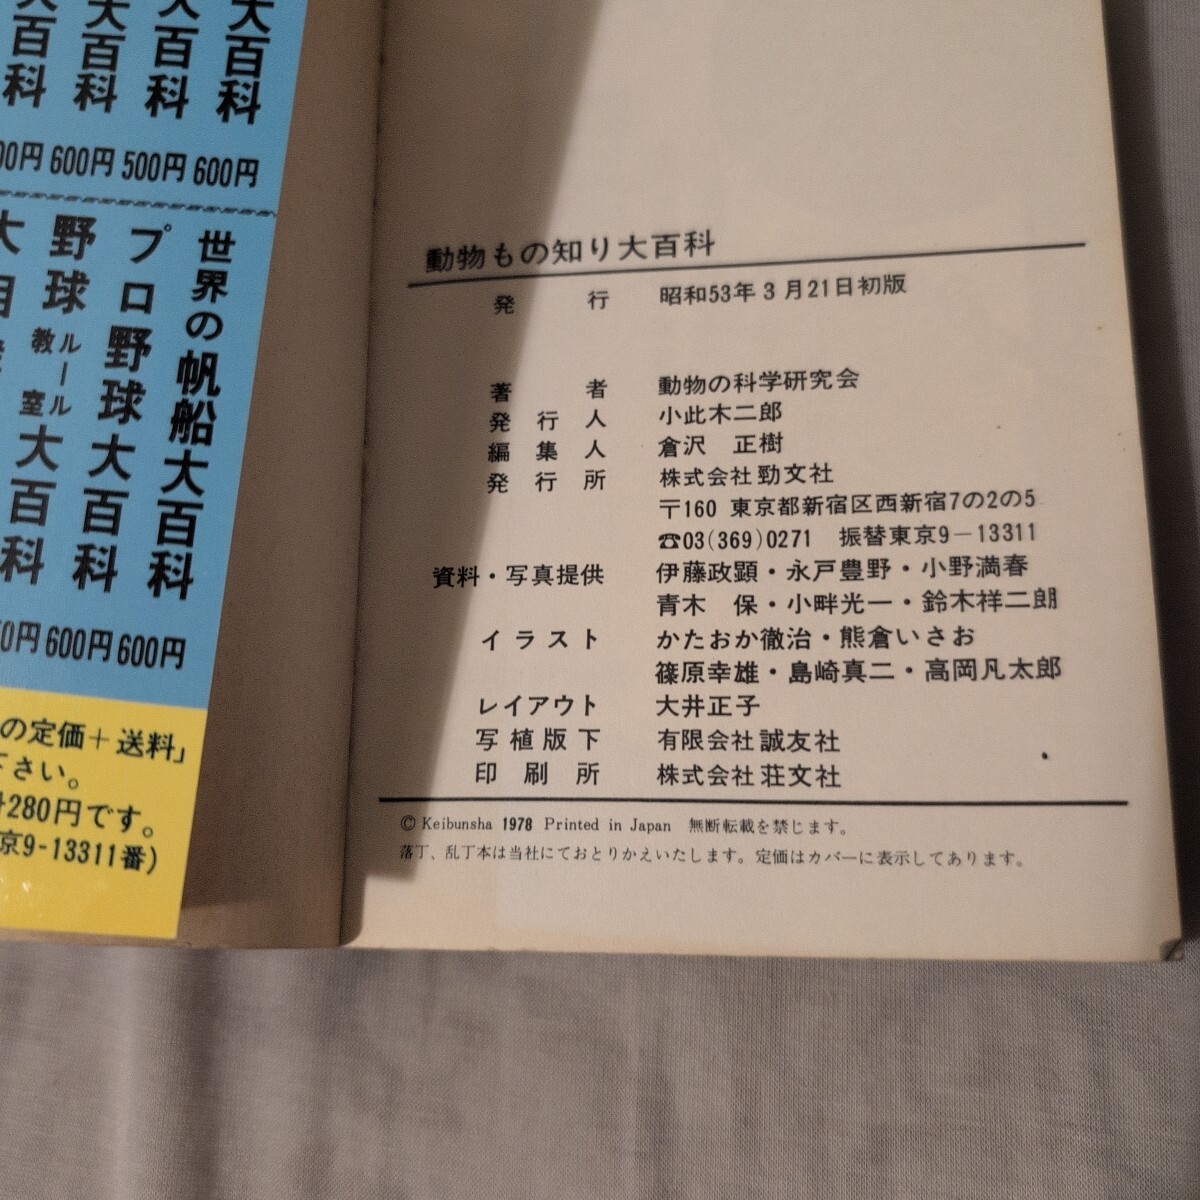 大百科
大百科
大百科
大百科
600円
500円
600円
00円
世界の帆船大百科
プロ野球大百科
野球ルール教室大百科
600円
600円
0円
の定価+送料」
下さい。
280円です。
京9-13311番)
動物もの知り大百科
発行 昭和53年3月21日初版
著者 動物の科学研究会
発行人 小此木二郎
編集人 倉沢 正樹
発行所 株式会社勁文社
〒160 東京都新宿区西新宿7の2の5
☎03(369)0271 振替東京9-13311
資料・写真提供 伊藤政顕・永戸豊野・小野満春
青木 保・小畔光一・鈴木祥二朗
イラスト かたおか徹治・熊倉いさお
篠原幸雄・島崎真二・高岡凡太郎
レイアウト 大井正子
写植版下 有限会社誠友社
印刷所 株式会社荘文社
© Keibunsha 1978 Printed in Japan 無断転載を禁じます。
落丁、乱丁本は当社にておとりかえいたします。定価はカバーに表示してあります。